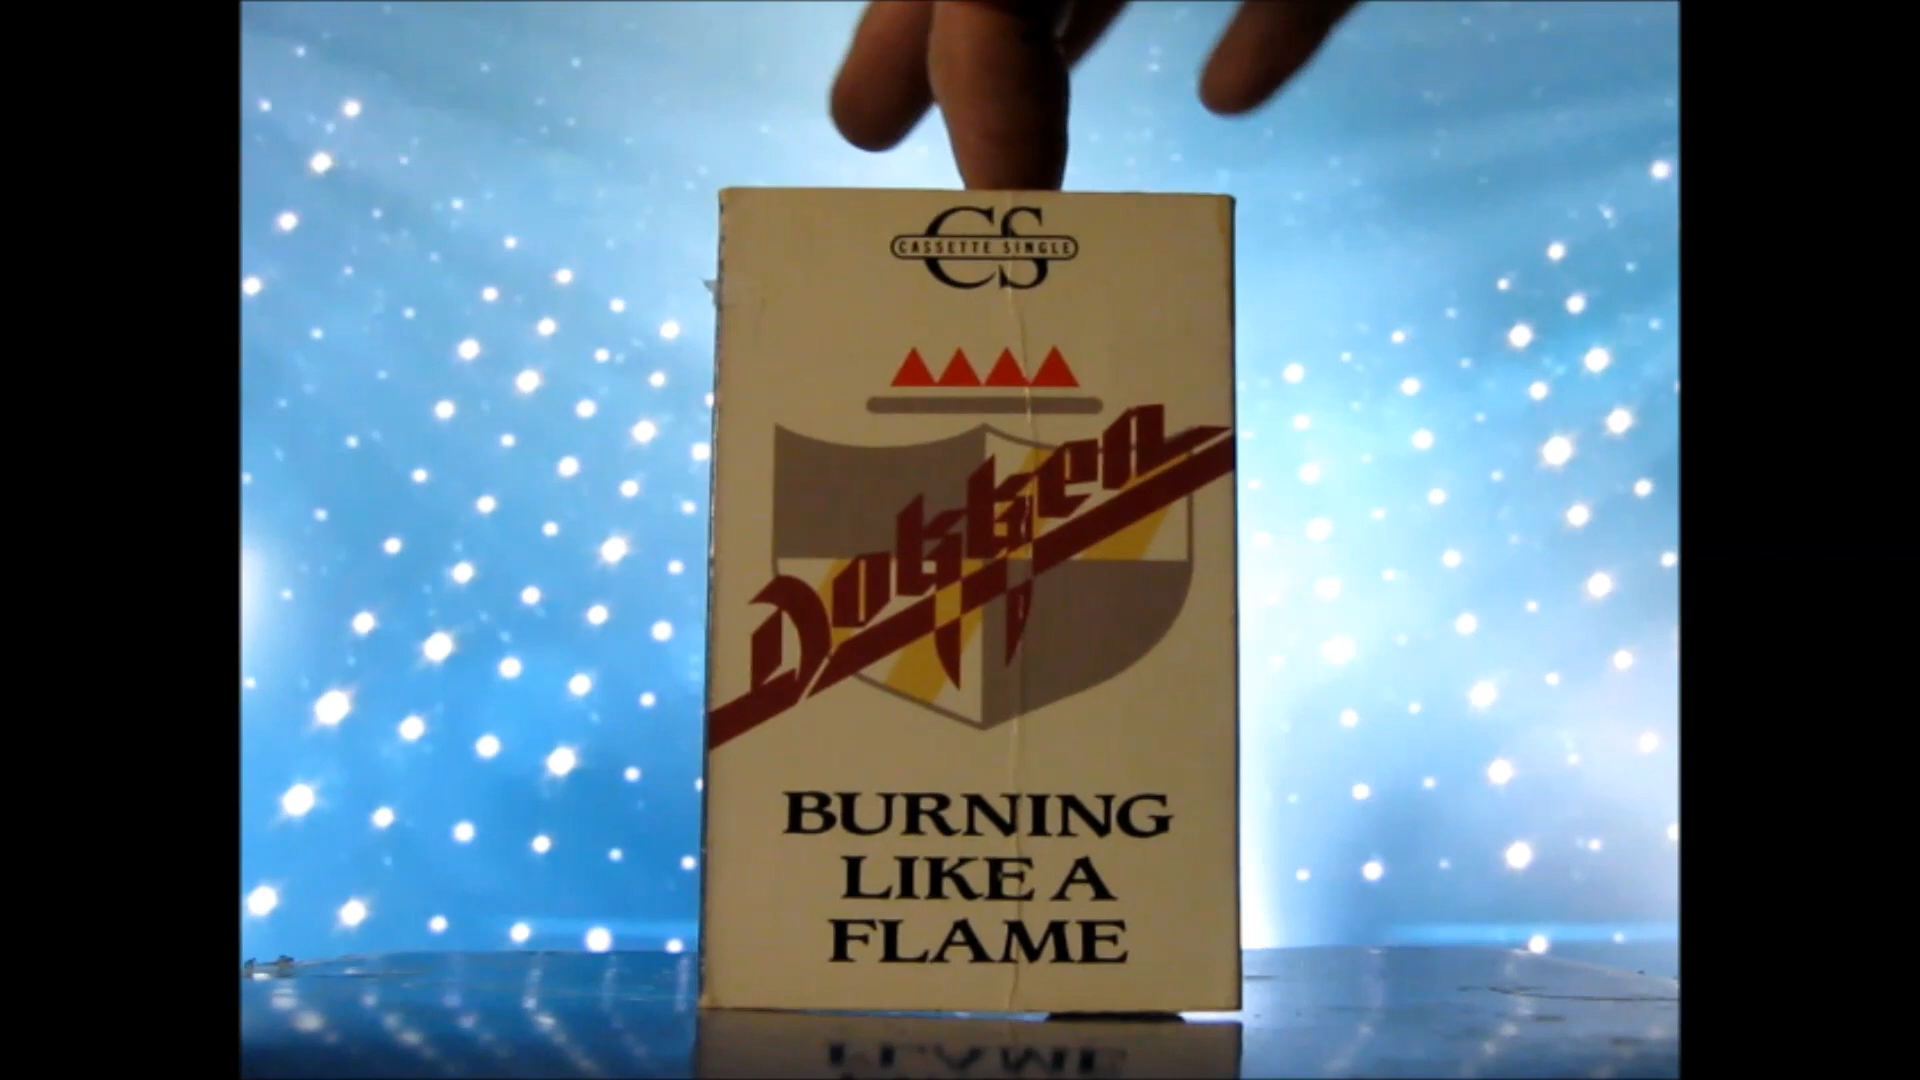 CS
CASSETTE SINGLE
Dokken
BURNING
LIKE A
FLAME